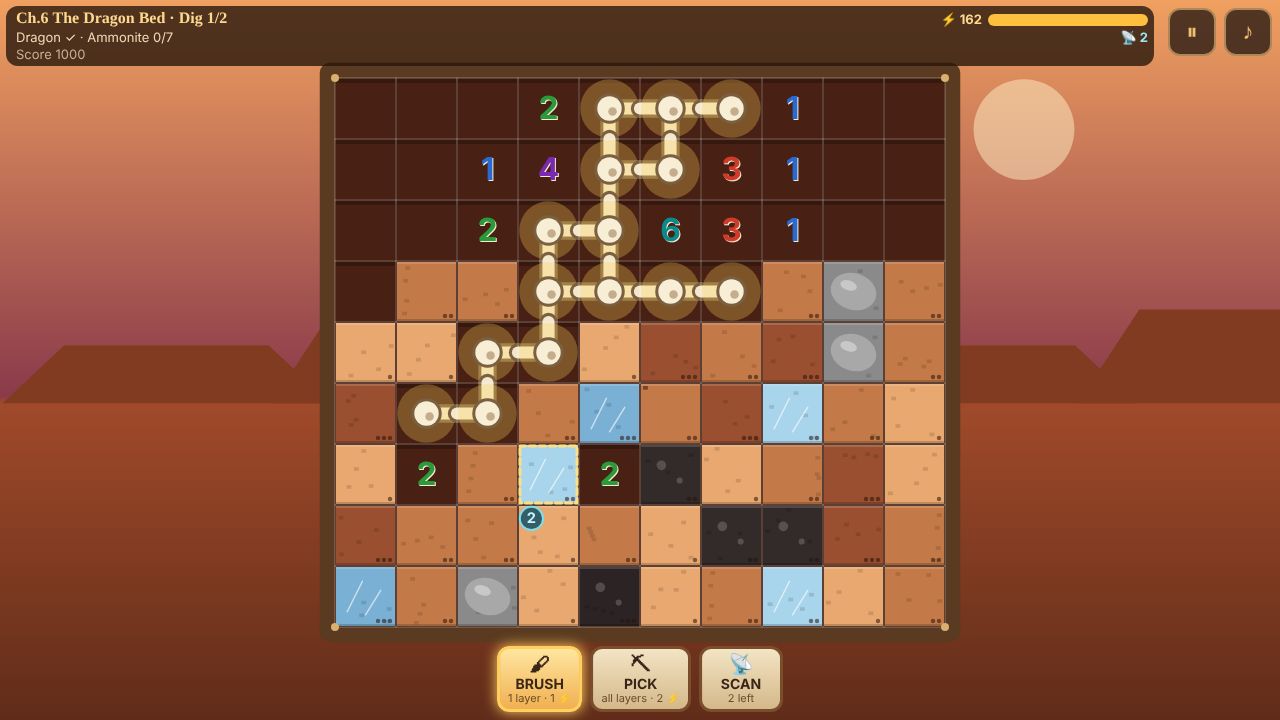 Ch.6 The Dragon Bed · Dig 1/2
Dragon ✓ · Ammonite 0/7
Score 1000
⚡ 162
📡 2
⏸
♪
2 1
1 4 3 1
2 6 3 1
2 2
2
BRUSH
1 layer · 1 ⚡
PICK
all layers · 2 ⚡
SCAN
2 left